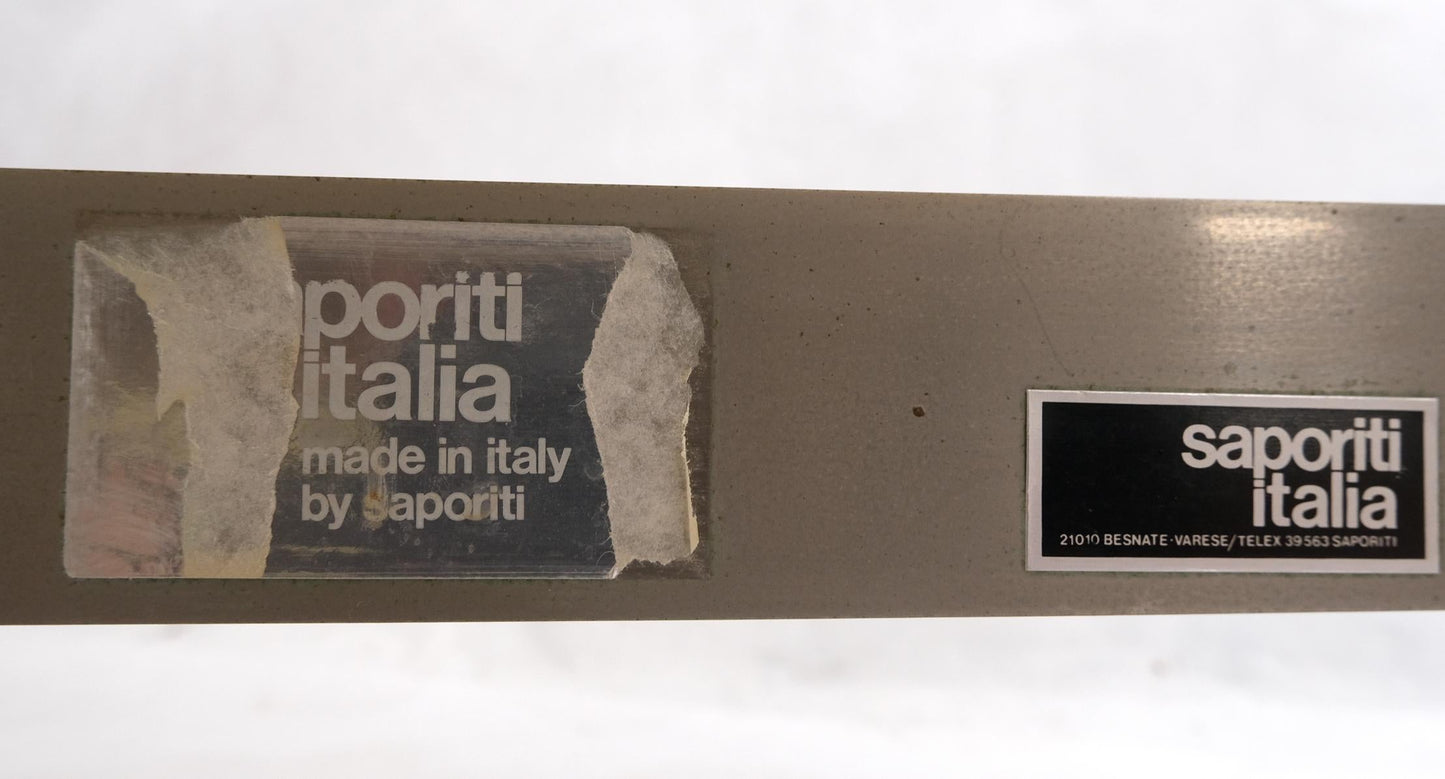 poriti
italia
made in italy
by saporiti
saporiti
italia
21010 BESNATE·VARESE/TELEX 39563 SAPORITI